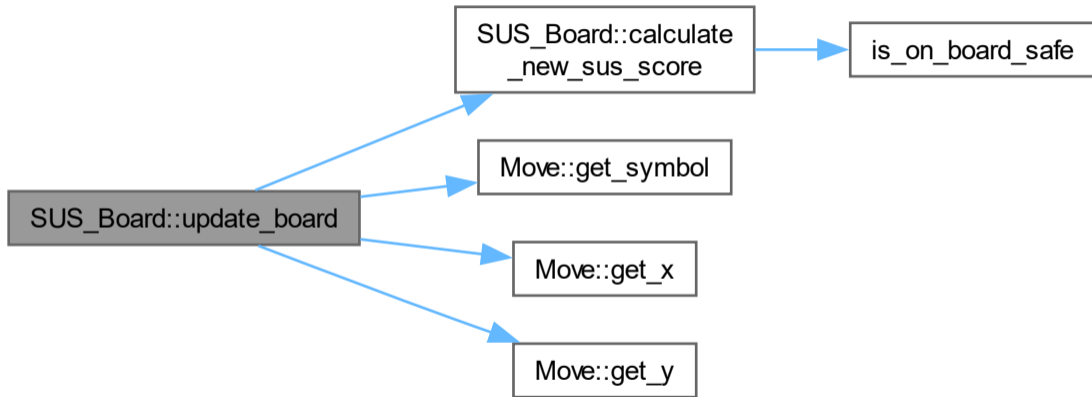 SUS_Board::update_board
SUS_Board::calculate
_new_sus_score
is_on_board_safe
Move::get_symbol
Move::get_x
Move::get_y